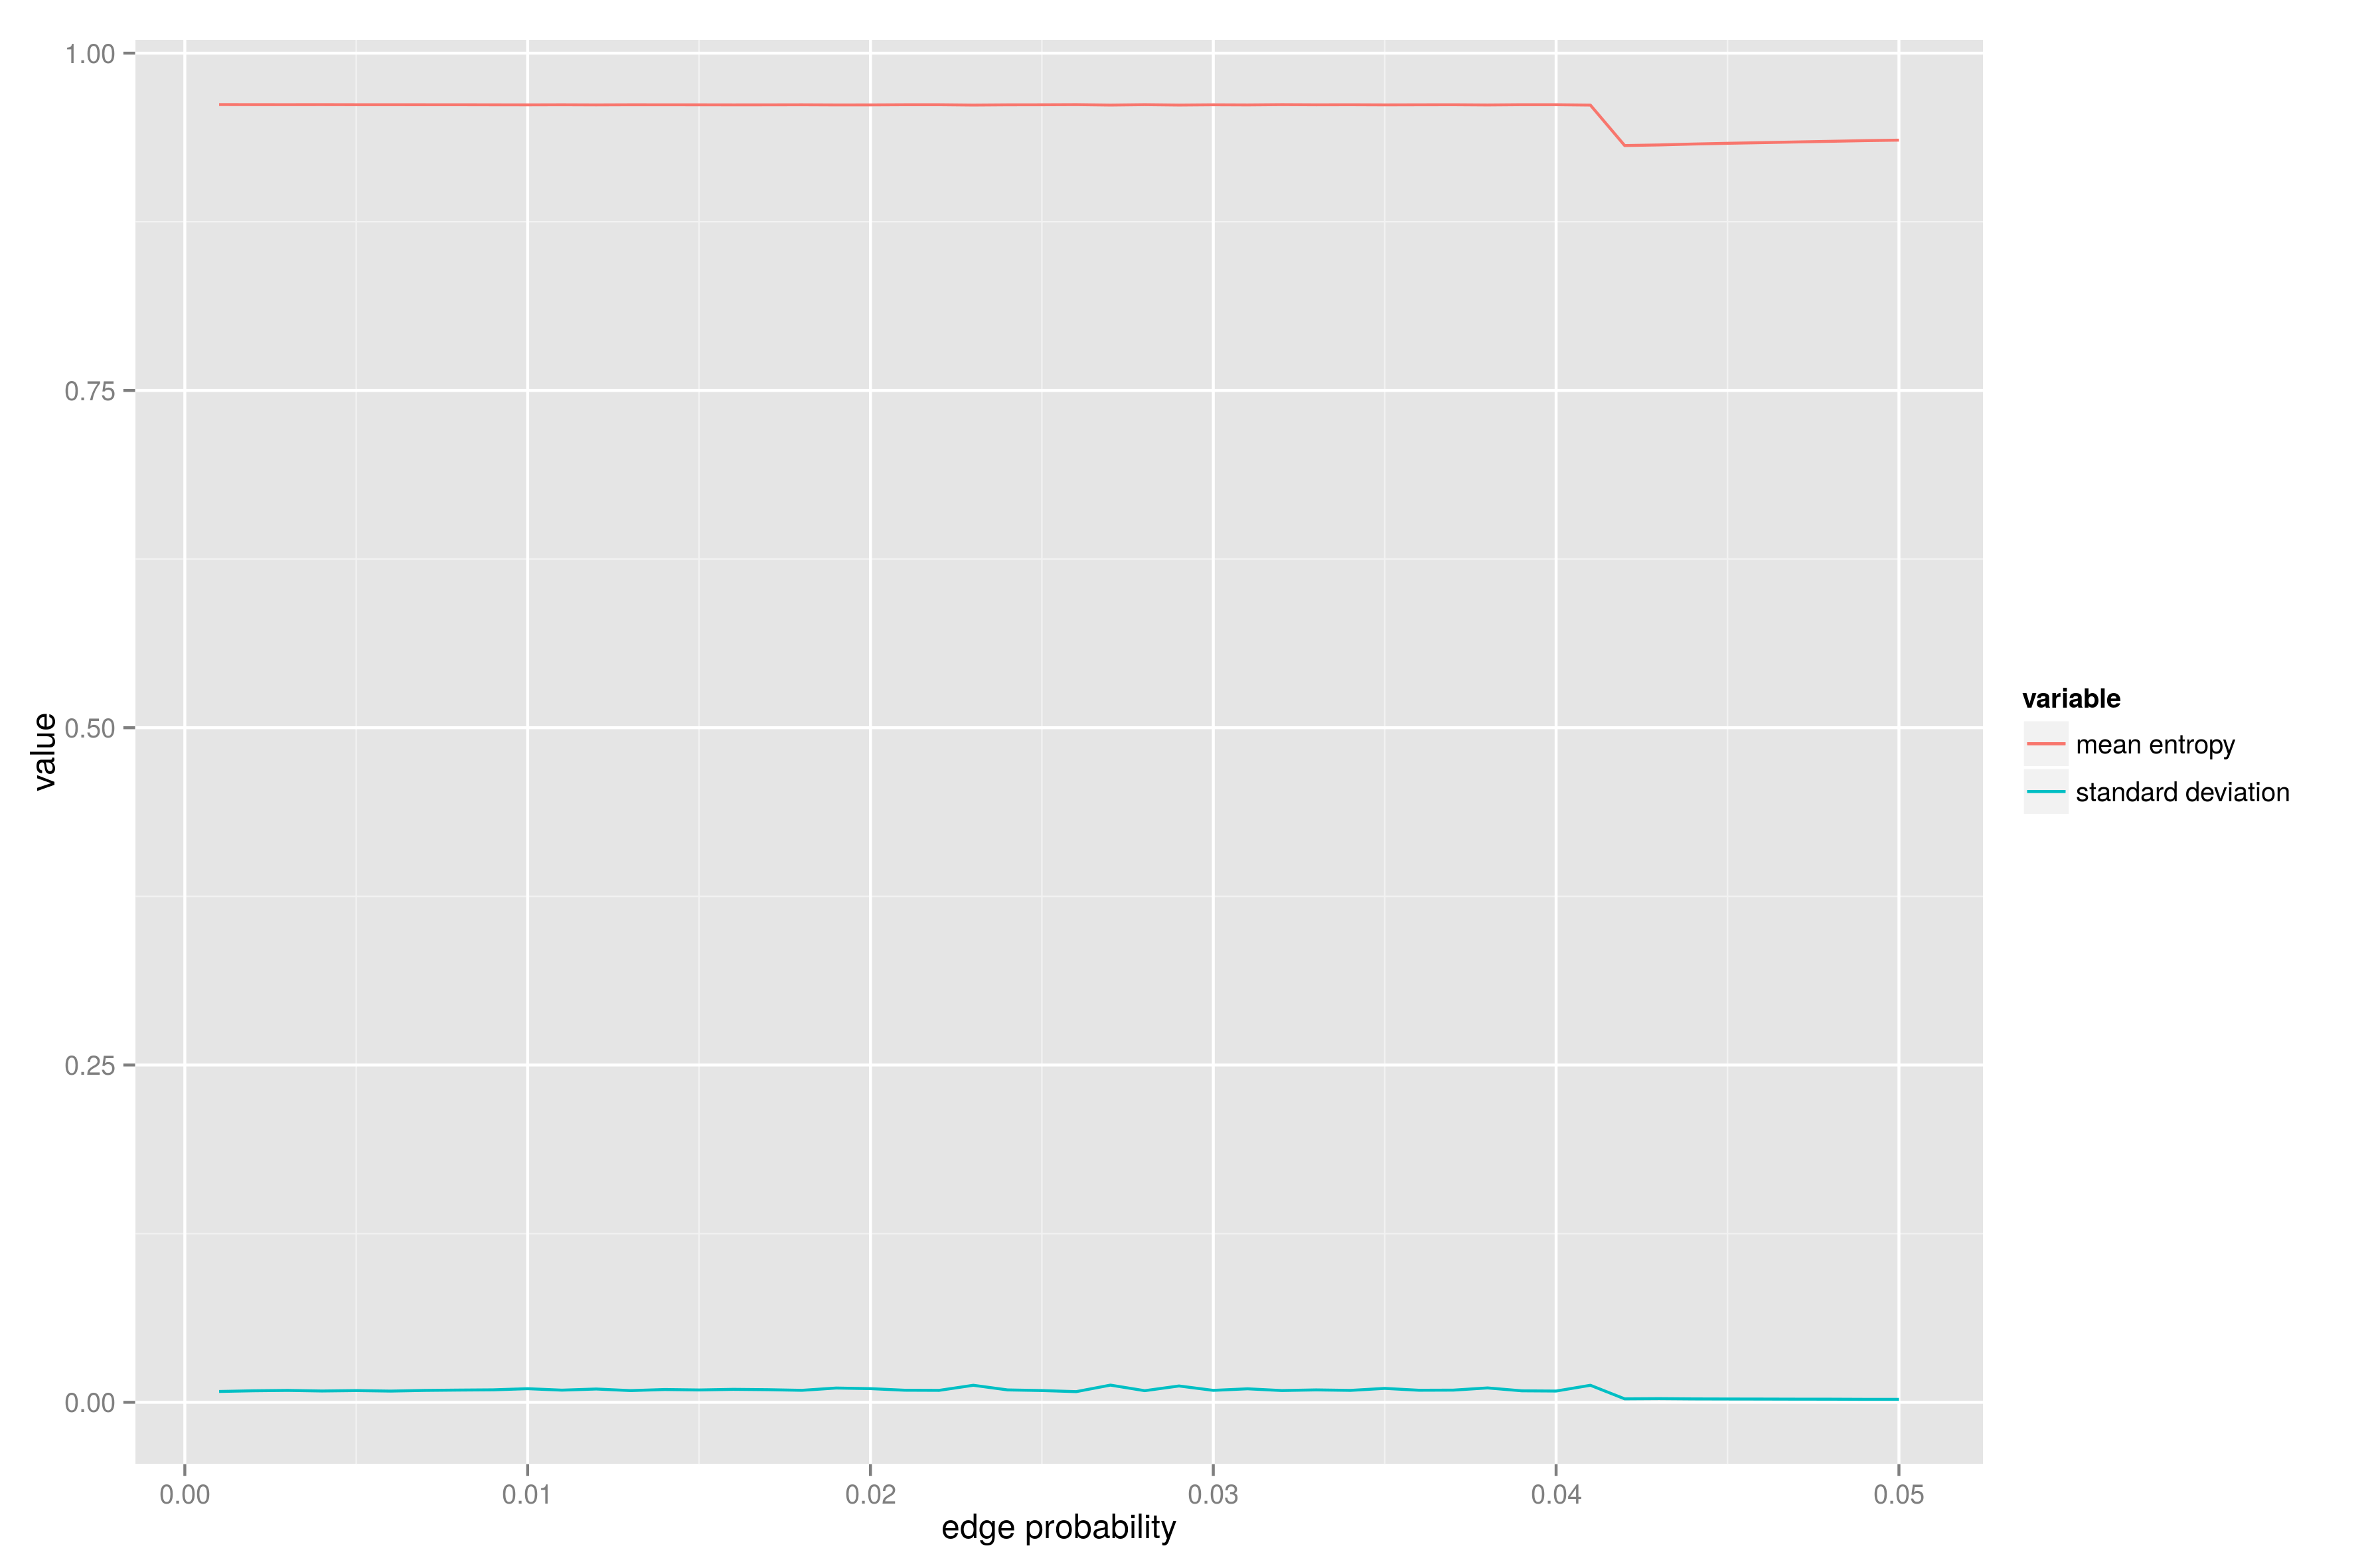 1.00
0.75
0.50
0.25
0.00
value
0.00 0.01 0.02 0.03 0.04 0.05
edge probability
variable
mean entropy
standard deviation